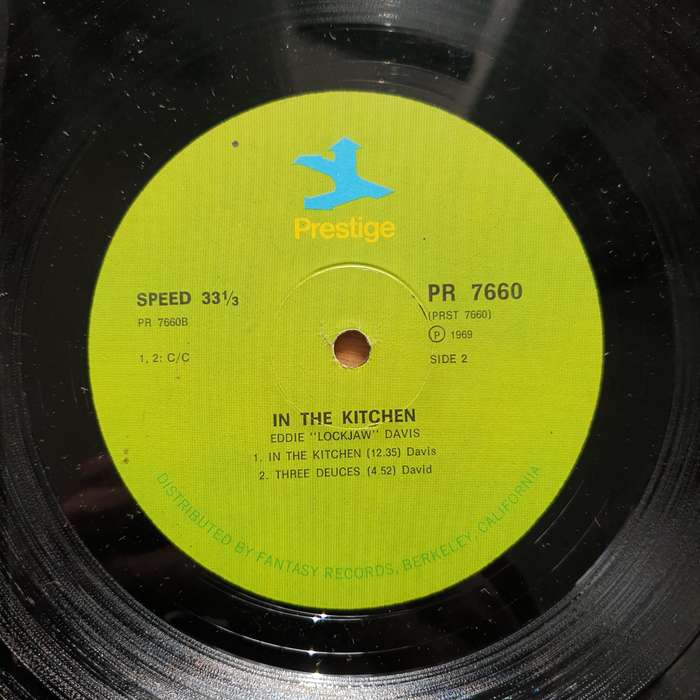 Prestige
SPEED 33⅓
PR 7660B
1, 2: C/C
PR 7660
(PRST 7660)
Ⓟ 1969
SIDE 2
IN THE KITCHEN
EDDIE "LOCKJAW" DAVIS
1. IN THE KITCHEN (12.35) Davis
2. THREE DEUCES (4.52) David
DISTRIBUTED BY FANTASY RECORDS, BERKELEY, CALIFORNIA